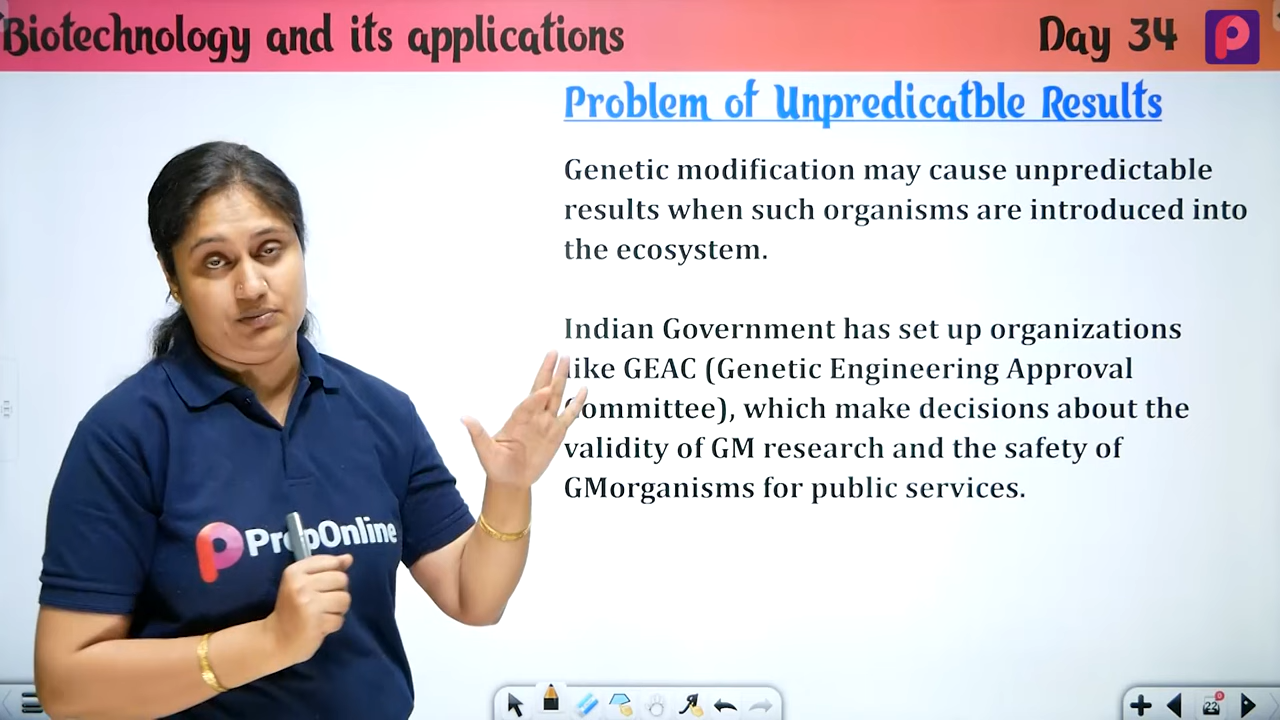 Biotechnology and its applications
Day 34
Problem of Unpredicatble Results
Genetic modification may cause unpredictable
results when such organisms are introduced into
the ecosystem.
Indian Government has set up organizations
like GEAC (Genetic Engineering Approval
Committee), which make decisions about the
validity of GM research and the safety of
GMorganisms for public services.
PrepOnline
23